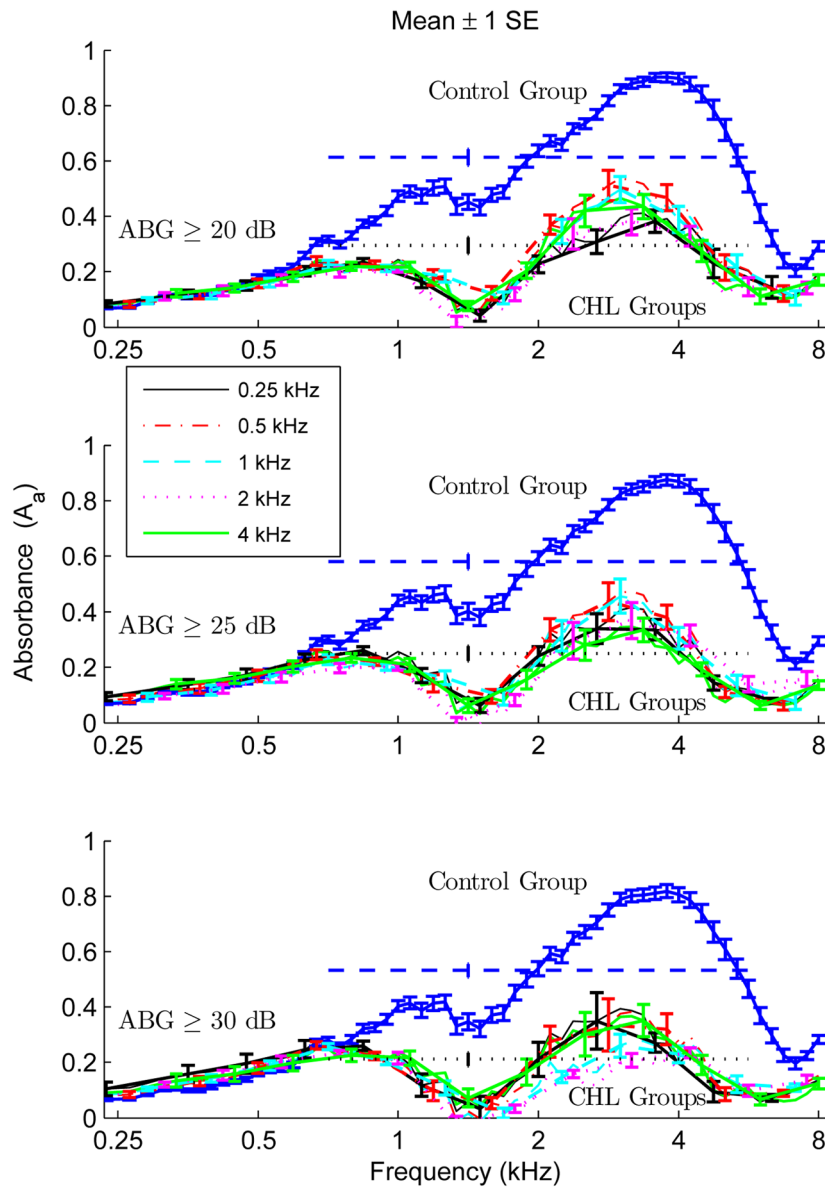 Mean ± 1 SE
1
0.8
0.6
0.4
0.2
0
Control Group
ABG ≥ 20 dB
CHL Groups
0.25 0.5 1 2 4 8
0.25 kHz
0.5 kHz
1 kHz
2 kHz
4 kHz
Absorbance (A_a)
1
0.8
0.6
0.4
0.2
0
Control Group
ABG ≥ 25 dB
CHL Groups
0.25 0.5 1 2 4 8
1
0.8
0.6
0.4
0.2
0
Control Group
ABG ≥ 30 dB
CHL Groups
0.25 0.5 1 2 4 8
Frequency (kHz)